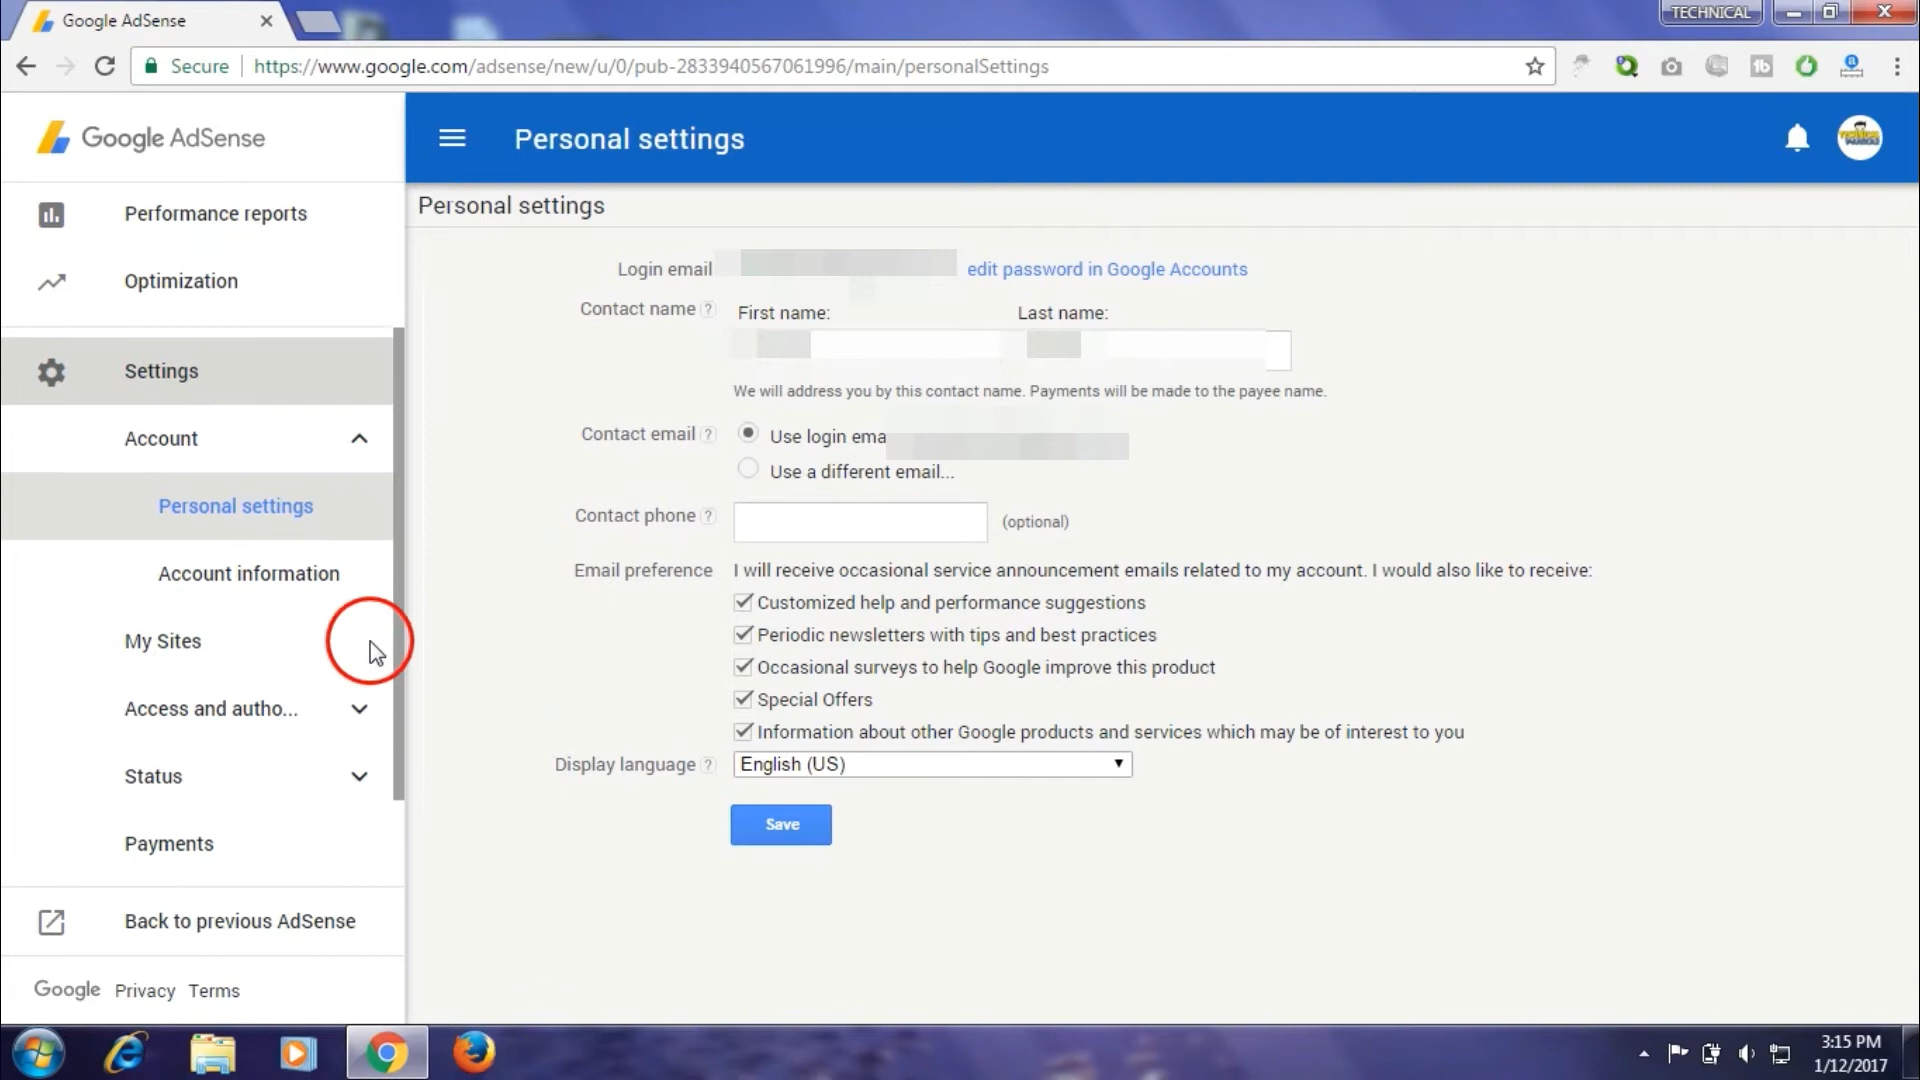 Google AdSense
TECHNICAL
Secure https://www.google.com/adsense/new/u/0/pub-2833940567061996/main/personalSettings
Google AdSense
Personal settings
Performance reports
Optimization
Settings
Account
Personal settings
Account information
My Sites
Access and autho...
Status
Payments
Back to previous AdSense
Google Privacy Terms
Personal settings
Login email edit password in Google Accounts
Contact name ? First name: Last name:
We will address you by this contact name. Payments will be made to the payee name.
Contact email ? Use login ema
Use a different email...
Contact phone ? (optional)
Email preference I will receive occasional service announcement emails related to my account. I would also like to receive:
Customized help and performance suggestions
Periodic newsletters with tips and best practices
Occasional surveys to help Google improve this product
Special Offers
Information about other Google products and services which may be of interest to you
Display language ? English (US)
Save
3:15 PM
1/12/2017